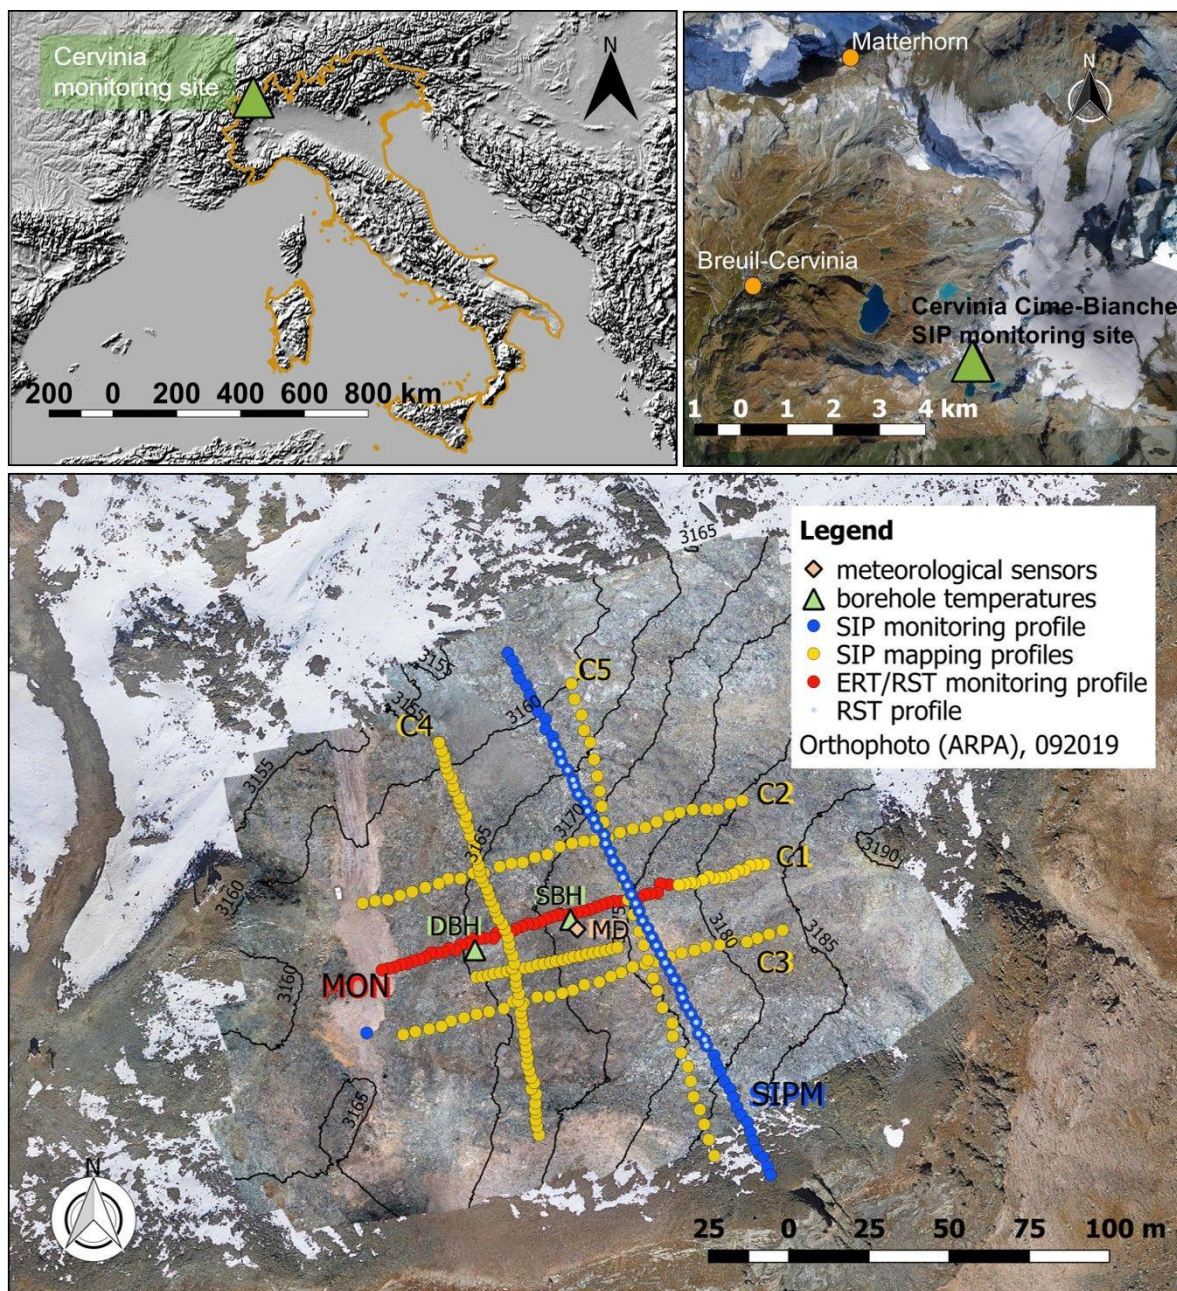 Cervinia
monitoring site
N
200 0 200 400 600 800 km
Matterhorn
N
Breuil-Cervinia
Cervinia Cime-Bianche
SIP monitoring site
1 0 1 2 3 4 km
Legend
meteorological sensors
borehole temperatures
SIP monitoring profile
SIP mapping profiles
ERT/RST monitoring profile
RST profile
Orthophoto (ARPA), 092019
3165
3155
C5
3155
3160
C4
3155
C2
3170
3165
C1
3190
3160
SBH
DBH
MD
3180
3185
C3
3160
MON
SIPM
3165
N
25 0 25 50 75 100 m